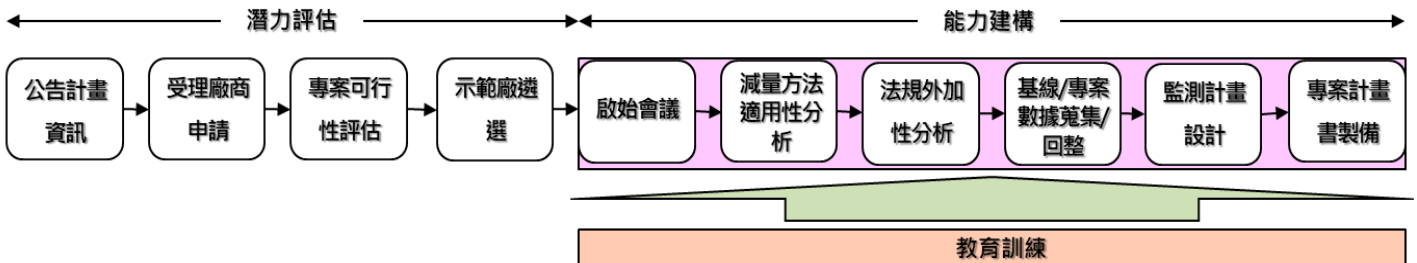 潛力評估
能力建構
公告計畫
資訊
受理廠商
申請
專案可行
性評估
示範廠遴
選
啟始會議
減量方法
適用性分
析
法規外加
性分析
基線/專案
數據蒐集/
回整
監測計畫
設計
專案計畫
書製備
教育訓練